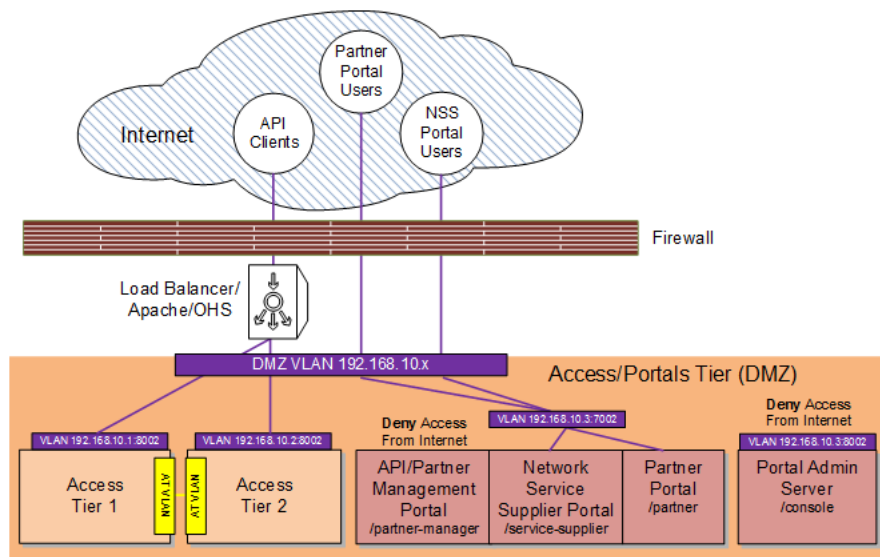 Partner
Portal
Users
Internet
API
Clients
NSS
Portal
Users
Firewall
Load Balancer/
Apache/OHS
DMZ VLAN 192.168.10.x
Access/Portals Tier (DMZ)
VLAN 192.168.10.1:8002
VLAN 192.168.10.2:8002
Deny Access
From Internet
VLAN 192.168.10.3:7002
Deny Access
From Internet
VLAN 192.168.10.3:8002
Access
Tier 1
AT VLAN
AT VLAN
Access
Tier 2
API/Partner
Management
Portal
/partner-manager
Network
Service
Supplier Portal
/service-supplier
Partner
Portal
/partner
Portal Admin
Server
/console